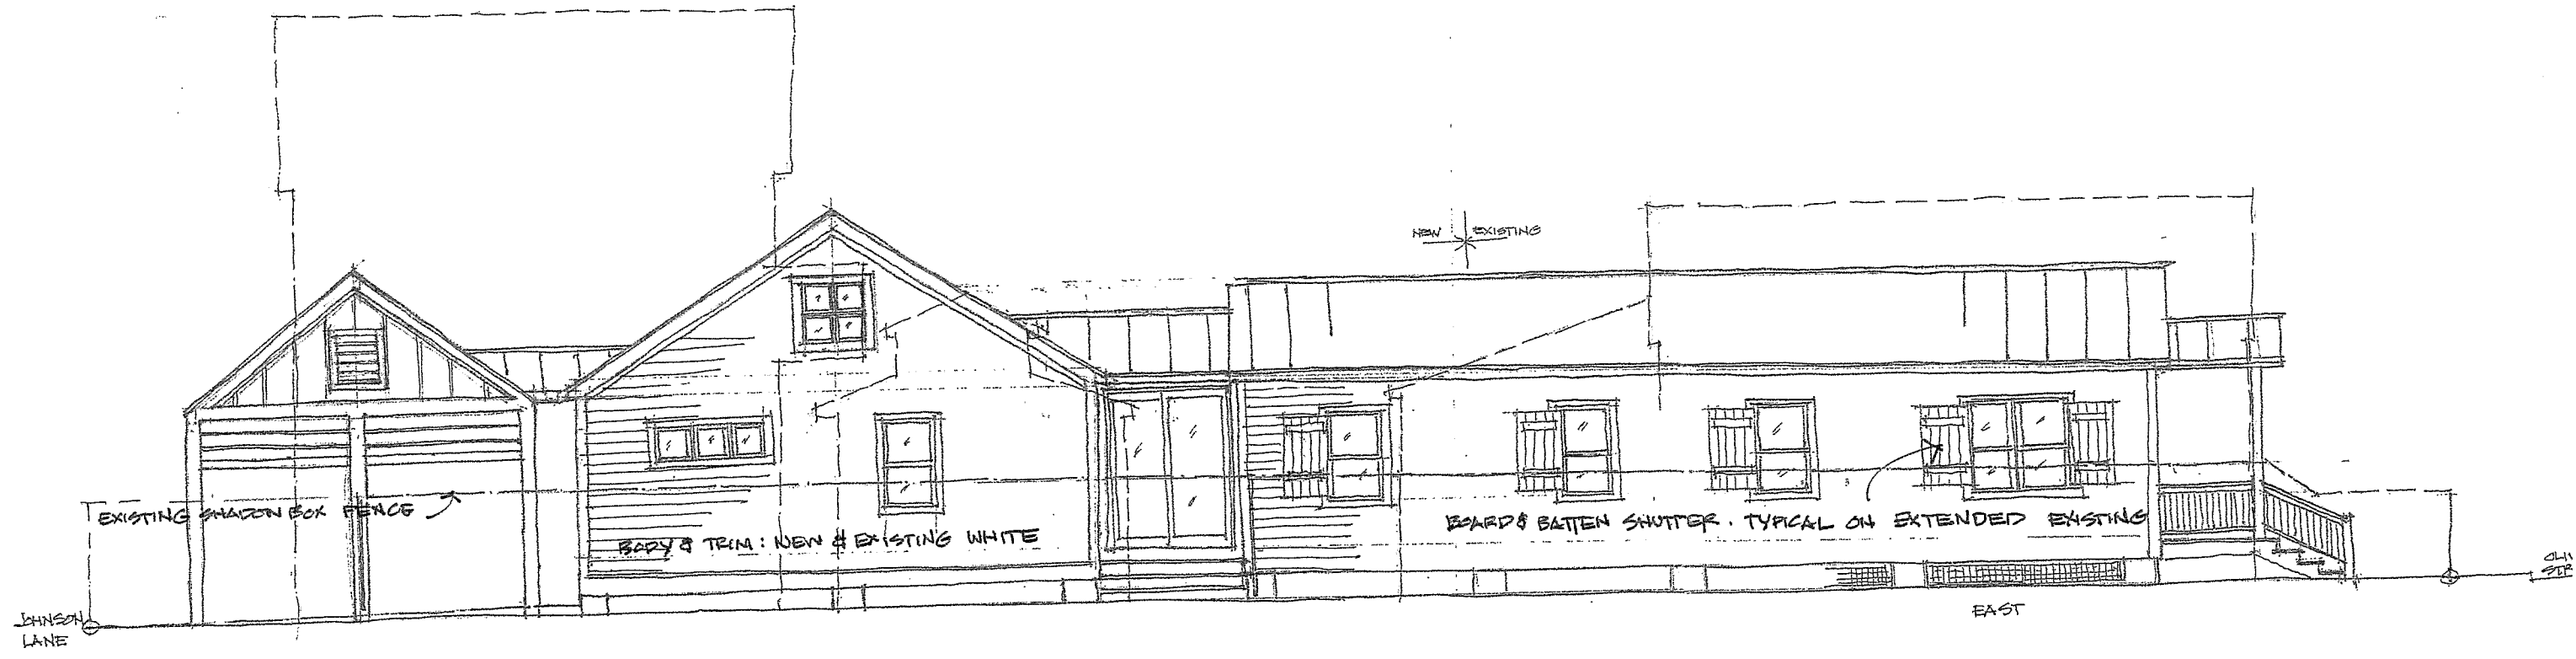 NEW EXISTING
EXISTING SHADOW BOX FENCE
BODY & TRIM: NEW & EXISTING WHITE
BOARD & BATTEN SHUTTER. TYPICAL ON EXTENDED EXISTING
JOHNSON
LANE
EAST